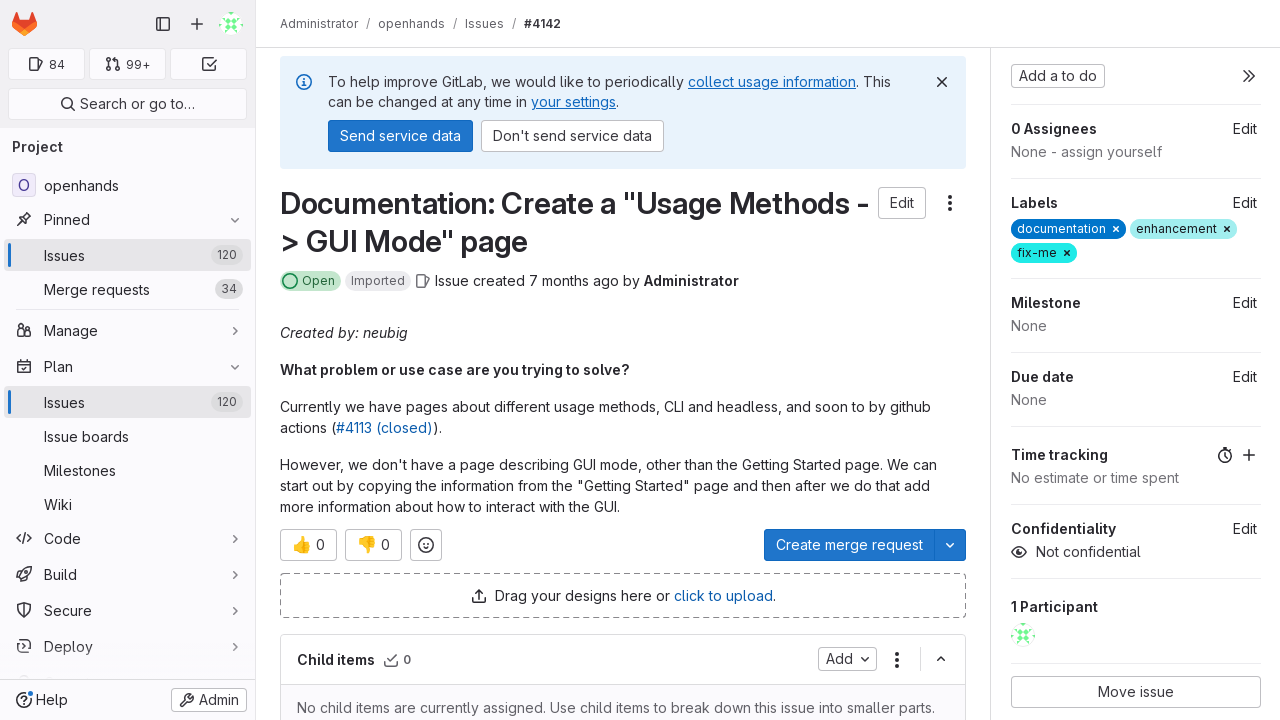 Administrator / openhands / Issues / #4142
84
99+
Search or go to…
Project
O openhands
Pinned
Issues 120
Merge requests 34
Manage
Plan
Issues 120
Issue boards
Milestones
Wiki
Code
Build
Secure
Deploy
Help
Admin
To help improve GitLab, we would like to periodically collect usage information. This
can be changed at any time in your settings.
Send service data
Don't send service data
Documentation: Create a "Usage Methods -
> GUI Mode" page
Edit
Open Imported Issue created 7 months ago by Administrator
Created by: neubig
What problem or use case are you trying to solve?
Currently we have pages about different usage methods, CLI and headless, and soon to by github
actions (#4113 (closed)).
However, we don't have a page describing GUI mode, other than the Getting Started page. We can
start out by copying the information from the "Getting Started" page and then after we do that add
more information about how to interact with the GUI.
👍 0
👎 0
Create merge request
Drag your designs here or click to upload.
Child items 0
Add
No child items are currently assigned. Use child items to break down this issue into smaller parts.
Add a to do
0 Assignees Edit
None - assign yourself
Labels Edit
documentation × enhancement ×
fix-me ×
Milestone Edit
None
Due date Edit
None
Time tracking
No estimate or time spent
Confidentiality Edit
Not confidential
1 Participant
Move issue